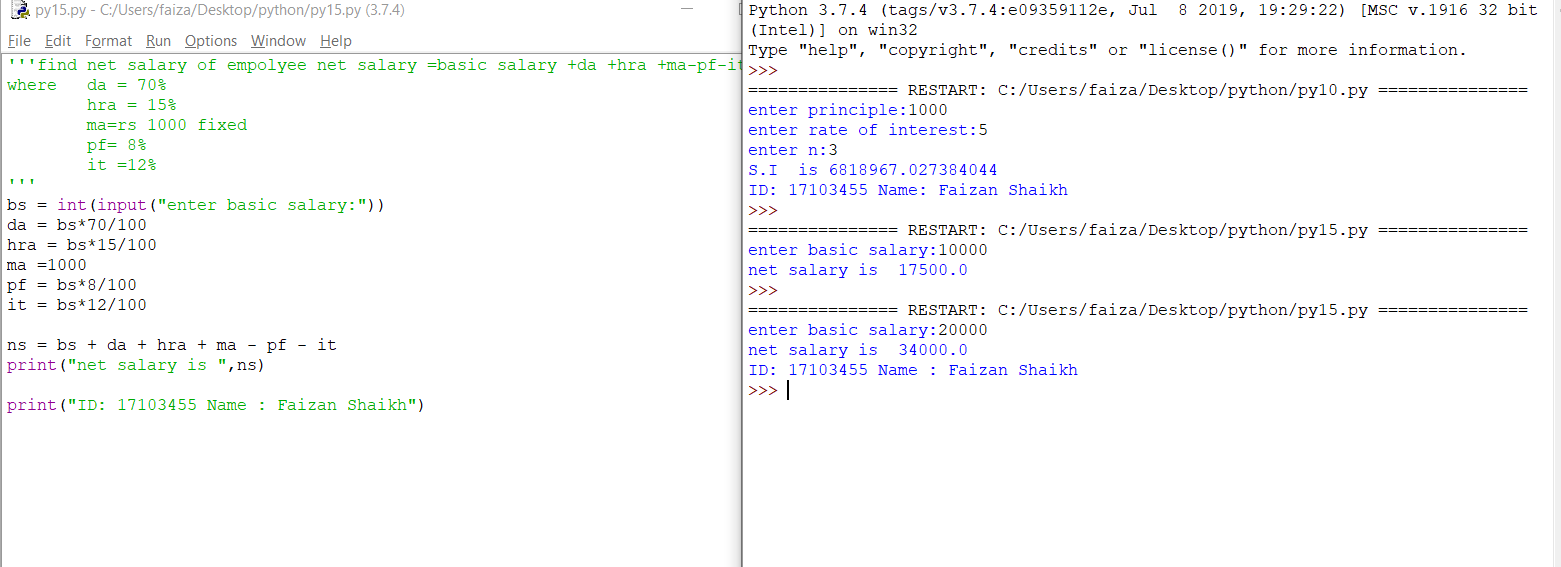 py15.py - C:/Users/faiza/Desktop/python/py15.py (3.7.4)
File Edit Format Run Options Window Help
'''find net salary of empolyee net salary =basic salary +da +hra +ma-pf-it
where   da = 70%
        hra = 15%
        ma=rs 1000 fixed
        pf= 8%
        it =12%
'''
bs = int(input("enter basic salary:"))
da = bs*70/100
hra = bs*15/100
ma =1000
pf = bs*8/100
it = bs*12/100
ns = bs + da + hra + ma - pf - it
print("net salary is ",ns)
print("ID: 17103455 Name : Faizan Shaikh")
Python 3.7.4 (tags/v3.7.4:e09359112e, Jul  8 2019, 19:29:22) [MSC v.1916 32 bit
(Intel)] on win32
Type "help", "copyright", "credits" or "license()" for more information.
>>>
=============== RESTART: C:/Users/faiza/Desktop/python/py10.py ===============
enter principle:1000
enter rate of interest:5
enter n:3
S.I  is 6818967.027384044
ID: 17103455 Name: Faizan Shaikh
>>>
=============== RESTART: C:/Users/faiza/Desktop/python/py15.py ===============
enter basic salary:10000
net salary is  17500.0
>>>
=============== RESTART: C:/Users/faiza/Desktop/python/py15.py ===============
enter basic salary:20000
net salary is  34000.0
ID: 17103455 Name : Faizan Shaikh
>>>